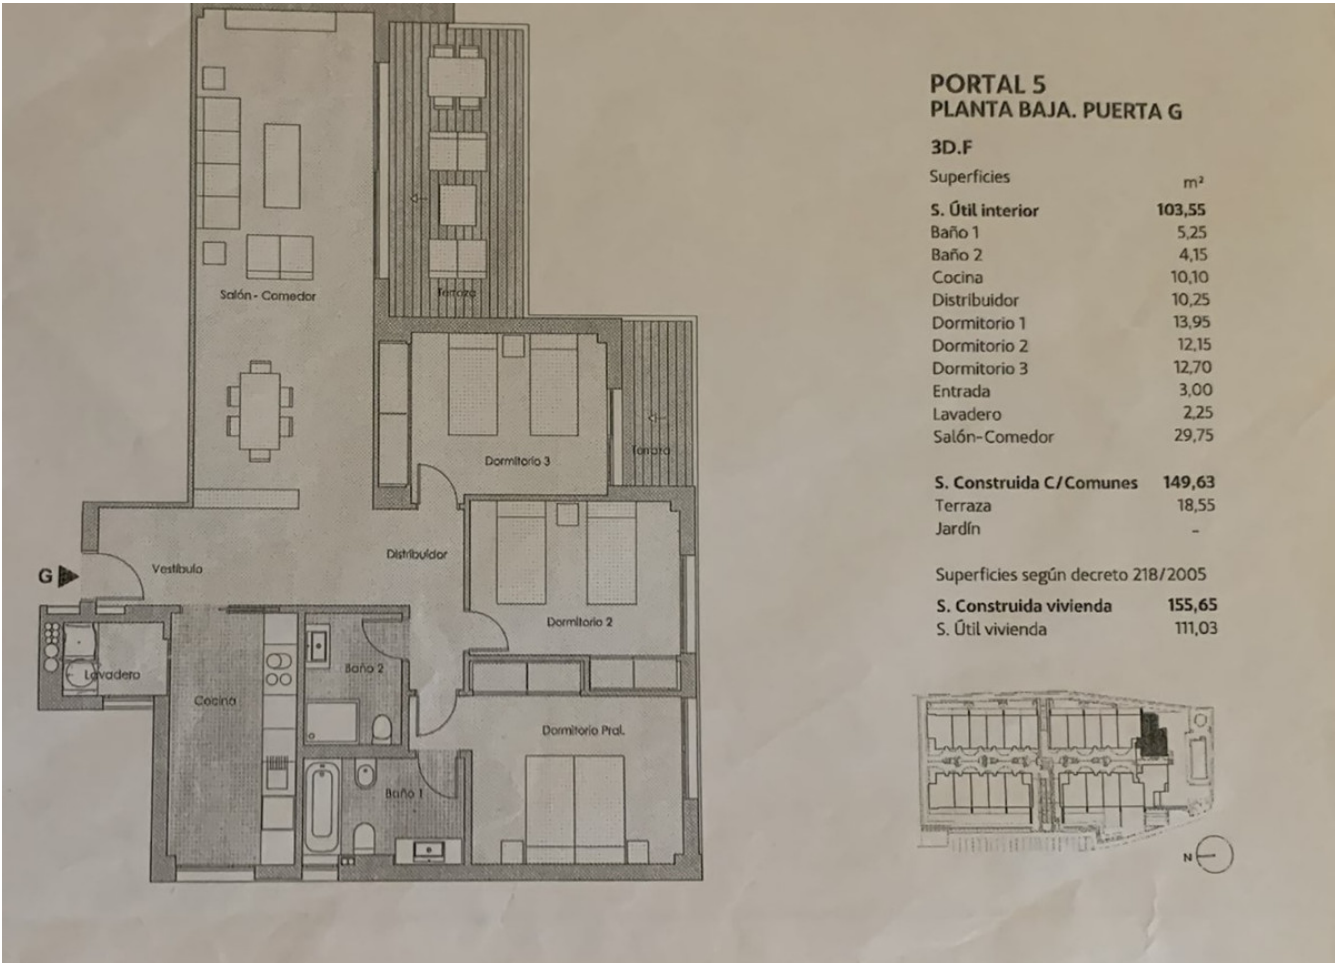 PORTAL 5
PLANTA BAJA. PUERTA G
3D.F
Superficies m²
S. Útil interior 103,55
Baño 1 5,25
Baño 2 4,15
Cocina 10,10
Distribuidor 10,25
Dormitorio 1 13,95
Dormitorio 2 12,15
Dormitorio 3 12,70
Entrada 3,00
Lavadero 2,25
Salón-Comedor 29,75
S. Construida C/Comunes 149,63
Terraza 18,55
Jardín -
Superficies según decreto 218/2005
S. Construida vivienda 155,65
S. Útil vivienda 111,03
N
Terraza
Salón - Comedor
Terraza
Dormitorio 3
Distribuidor
G
Vestíbulo
Dormitorio 2
Baño 2
Lavadero
Cocina
Dormitorio Pral.
Baño 1